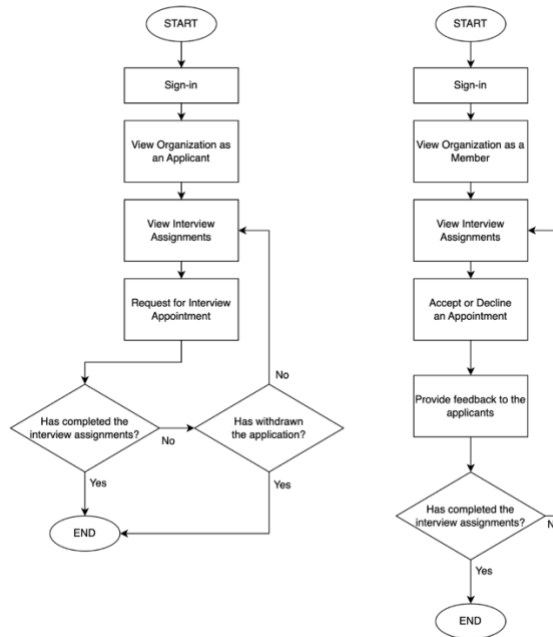 START
Sign-in
View Organization as
an Applicant
View Interview
Assignments
Request for Interview
Appointment
No
Has completed the
interview assignments?
No
Has withdrawn
the application?
Yes
Yes
END
START
Sign-in
View Organization as a
Member
View Interview
Assignments
Accept or Decline
an Appointment
Provide feedback to the
applicants
Has completed the
interview assignments?
Yes
END